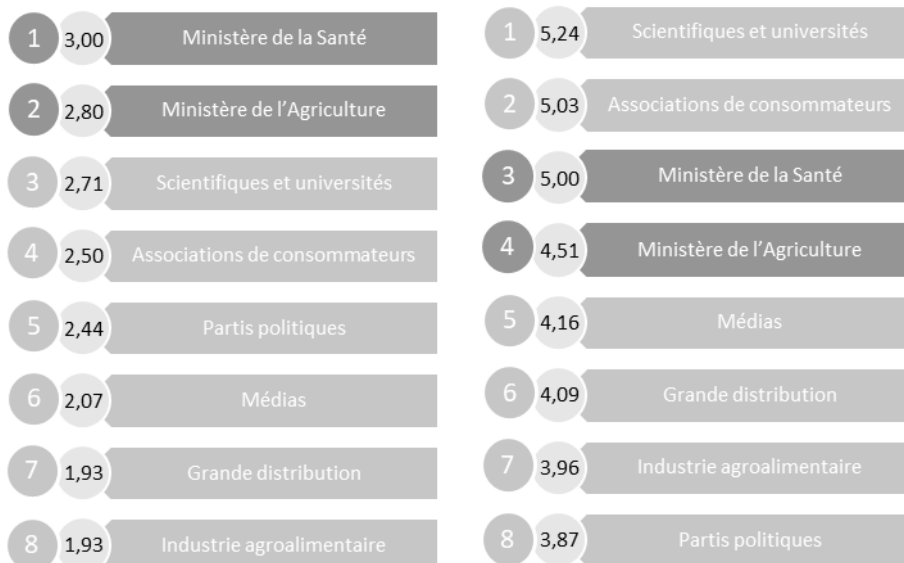 1 3,00 Ministère de la Santé
2 2,80 Ministère de l'Agriculture
3 2,71 Scientifiques et universités
4 2,50 Associations de consommateurs
5 2,44 Partis politiques
6 2,07 Médias
7 1,93 Grande distribution
8 1,93 Industrie agroalimentaire
1 5,24 Scientifiques et universités
2 5,03 Associations de consommateurs
3 5,00 Ministère de la Santé
4 4,51 Ministère de l'Agriculture
5 4,16 Médias
6 4,09 Grande distribution
7 3,96 Industrie agroalimentaire
8 3,87 Partis politiques